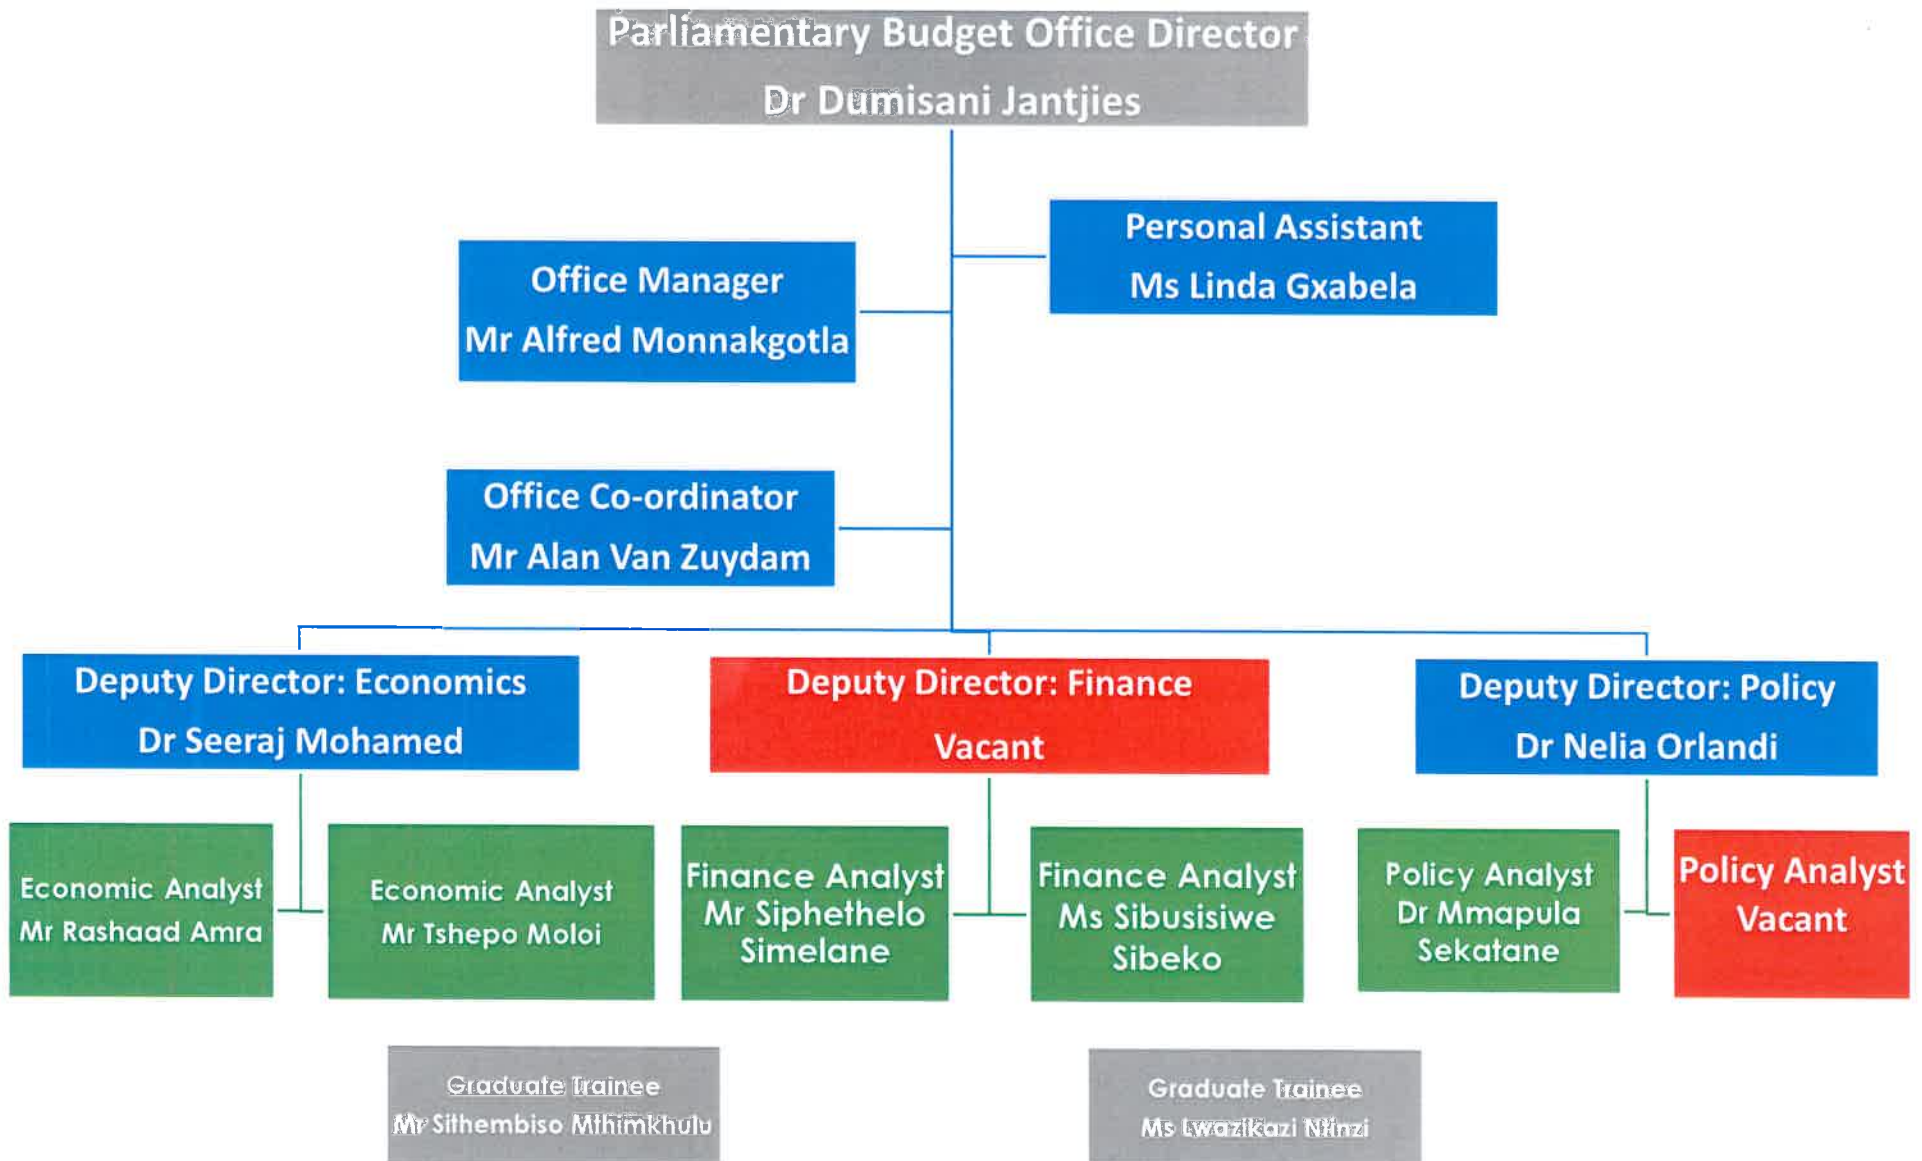 Parliamentary Budget Office Director
Dr Dumisani Jantjies
Personal Assistant
Ms Linda Gxabela
Office Manager
Mr Alfred Monnakgotla
Office Co-ordinator
Mr Alan Van Zuydam
Deputy Director: Economics
Dr Seeraj Mohamed
Deputy Director: Finance
Vacant
Deputy Director: Policy
Dr Nelia Orlandi
Economic Analyst
Mr Rashaad Amra
Economic Analyst
Mr Tshepo Moloi
Finance Analyst
Mr Siphethelo
Simelane
Finance Analyst
Ms Sibusisiwe
Sibeko
Policy Analyst
Dr Mmapula
Sekatane
Policy Analyst
Vacant
Graduate Trainee
Mr Sithembiso Mthimkhulu
Graduate Trainee
Ms Lwazikazi